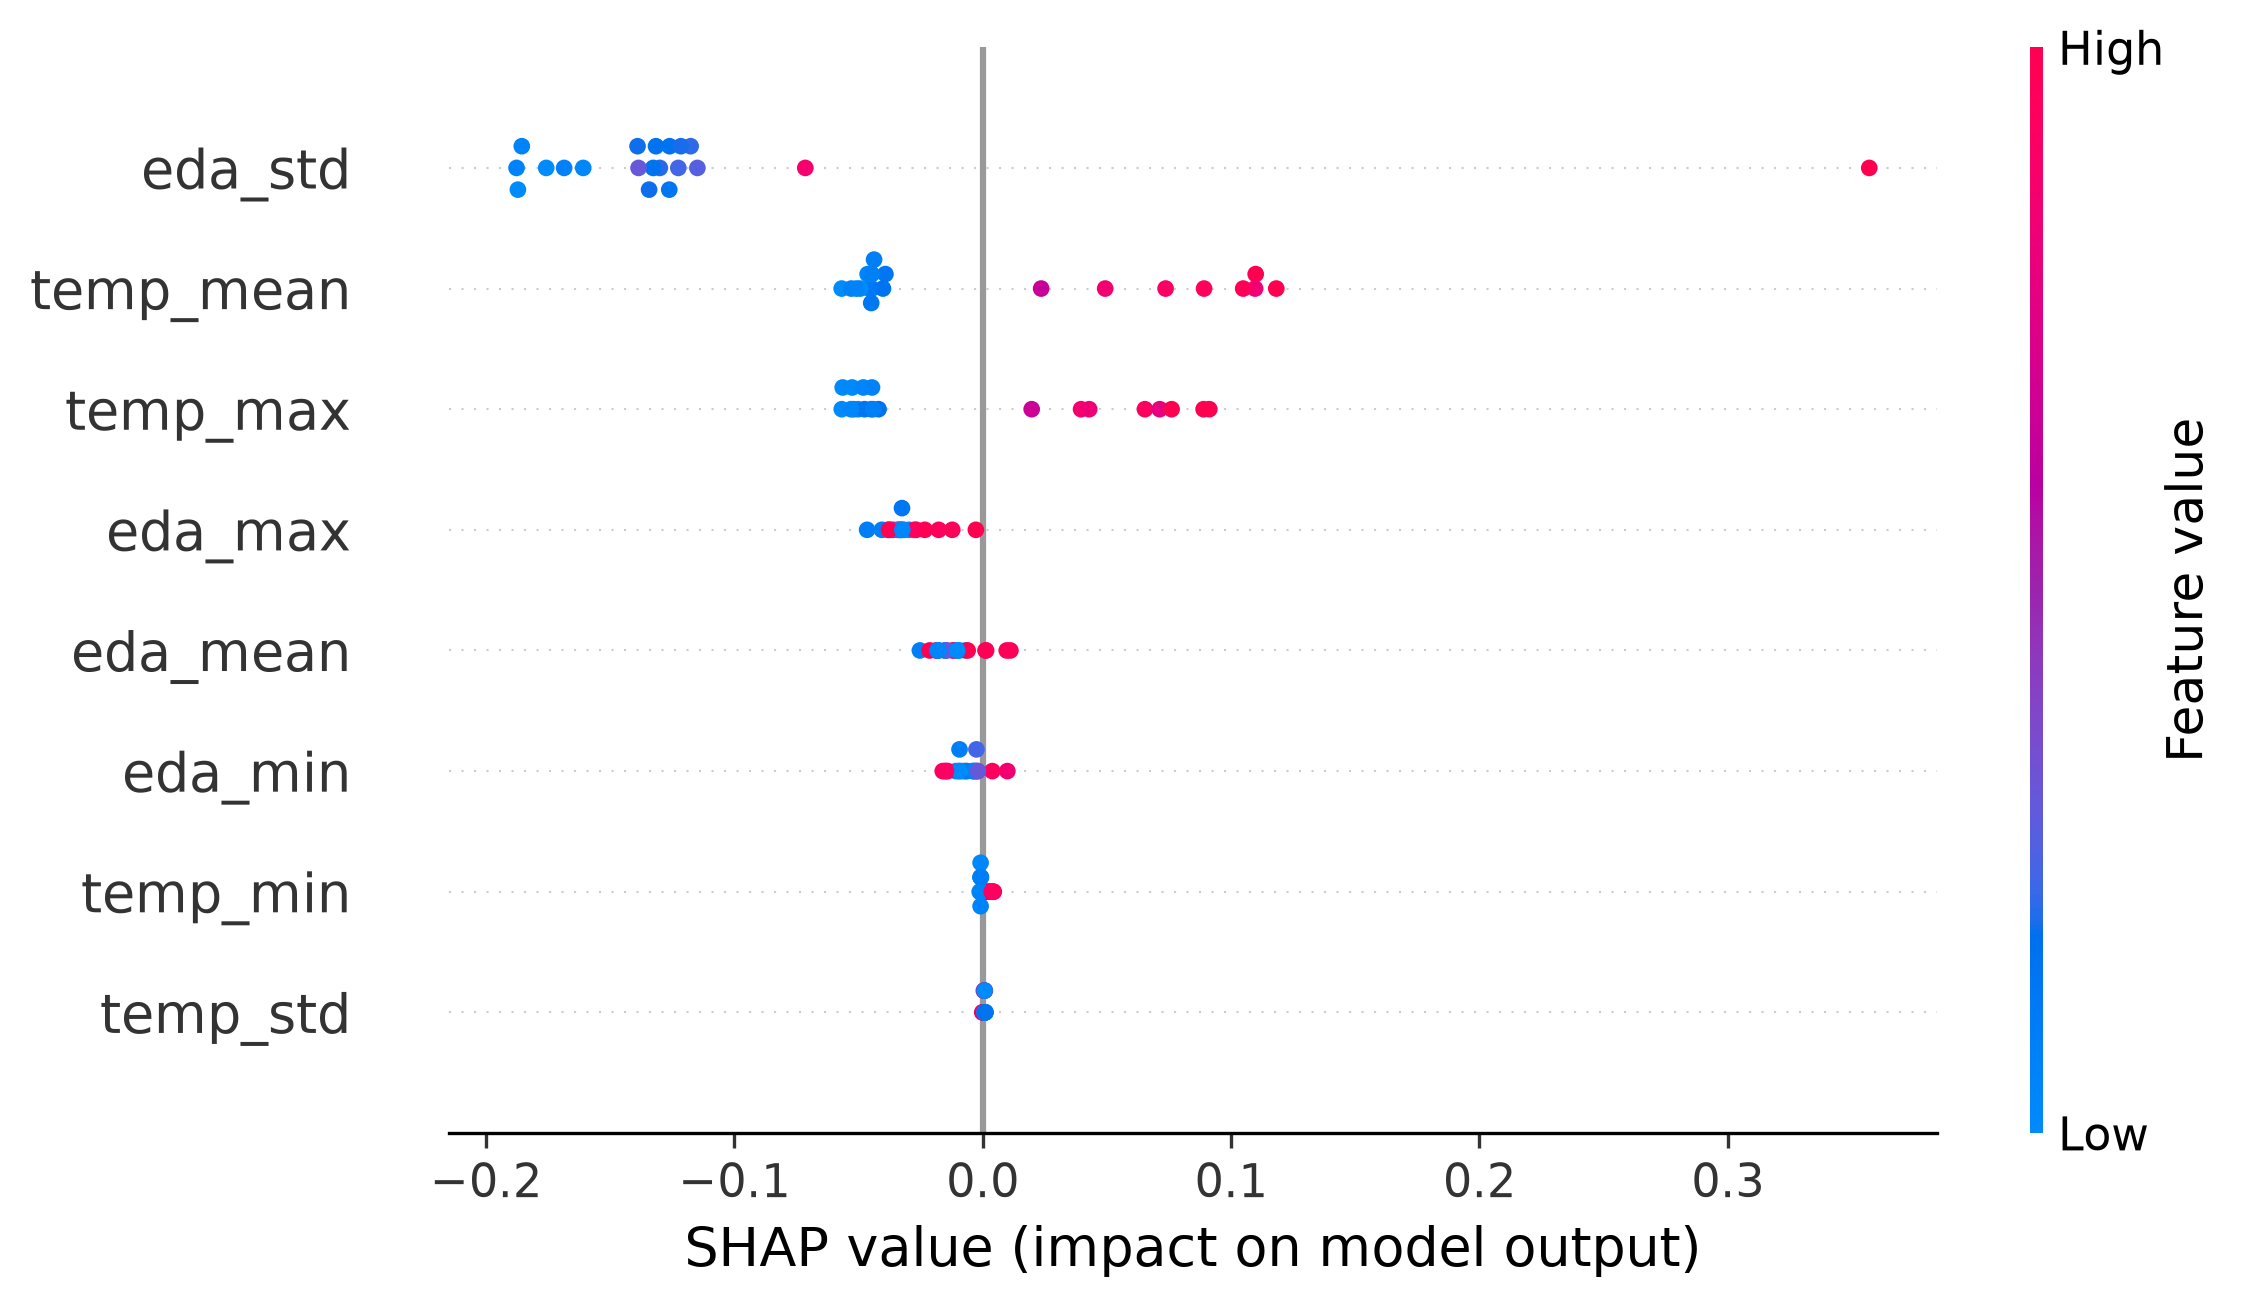 High
eda_std
temp_mean
temp_max
eda_max
eda_mean
eda_min
temp_min
temp_std
Feature value
Low
−0.2 −0.1 0.0 0.1 0.2 0.3
SHAP value (impact on model output)